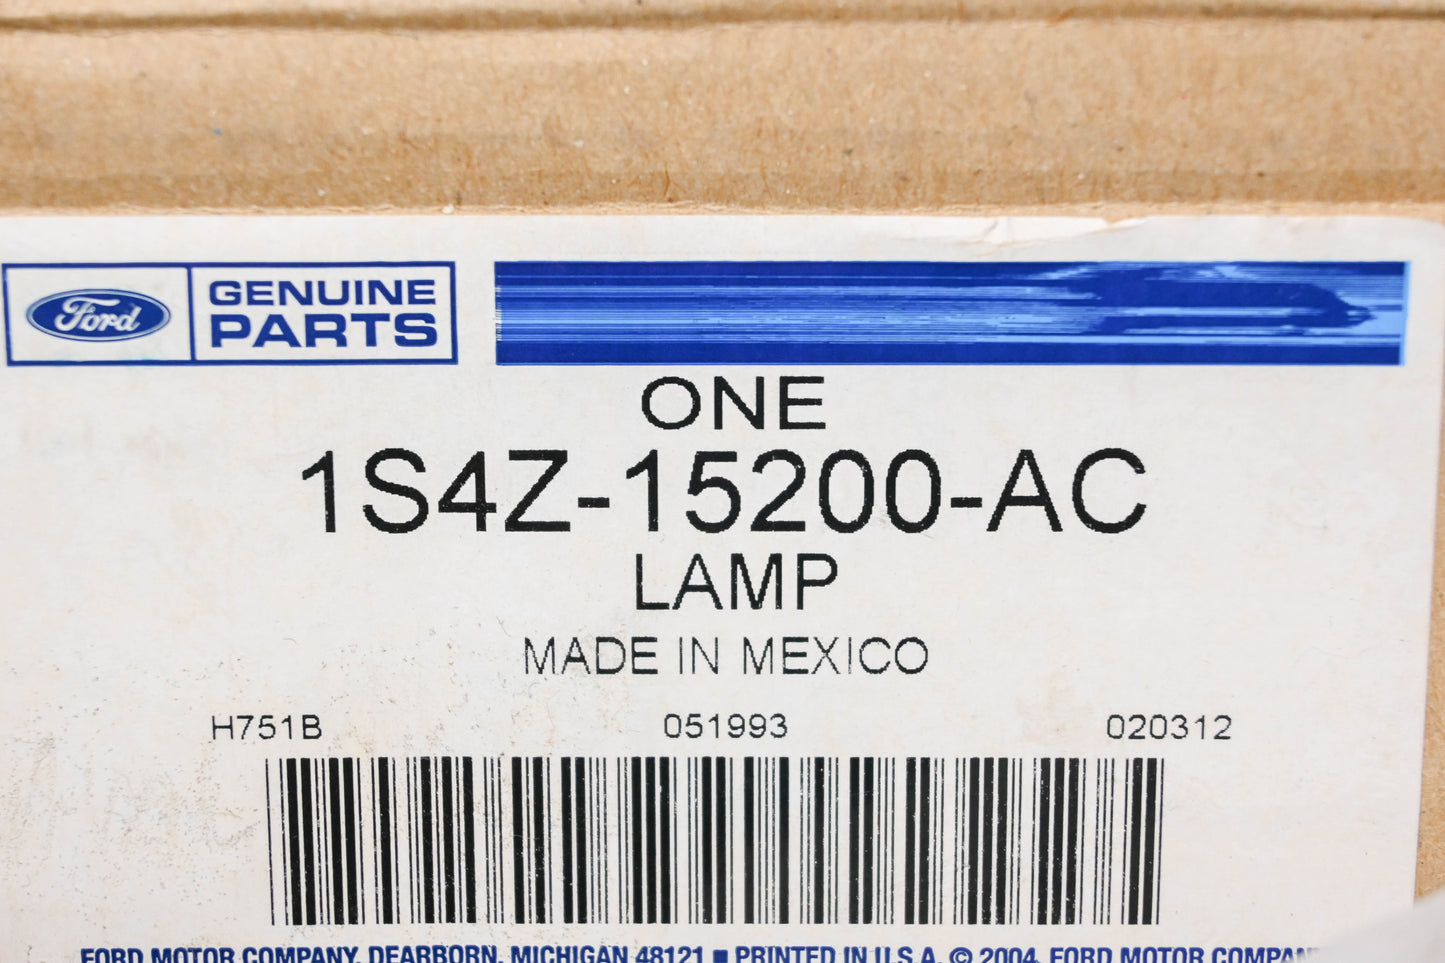 Ford
GENUINE
PARTS
ONE
1S4Z-15200-AC
LAMP
MADE IN MEXICO
H751B 051993 020312
FORD MOTOR COMPANY, DEARBORN, MICHIGAN 48121 ■ PRINTED IN U.S.A. © 2004, FORD MOTOR